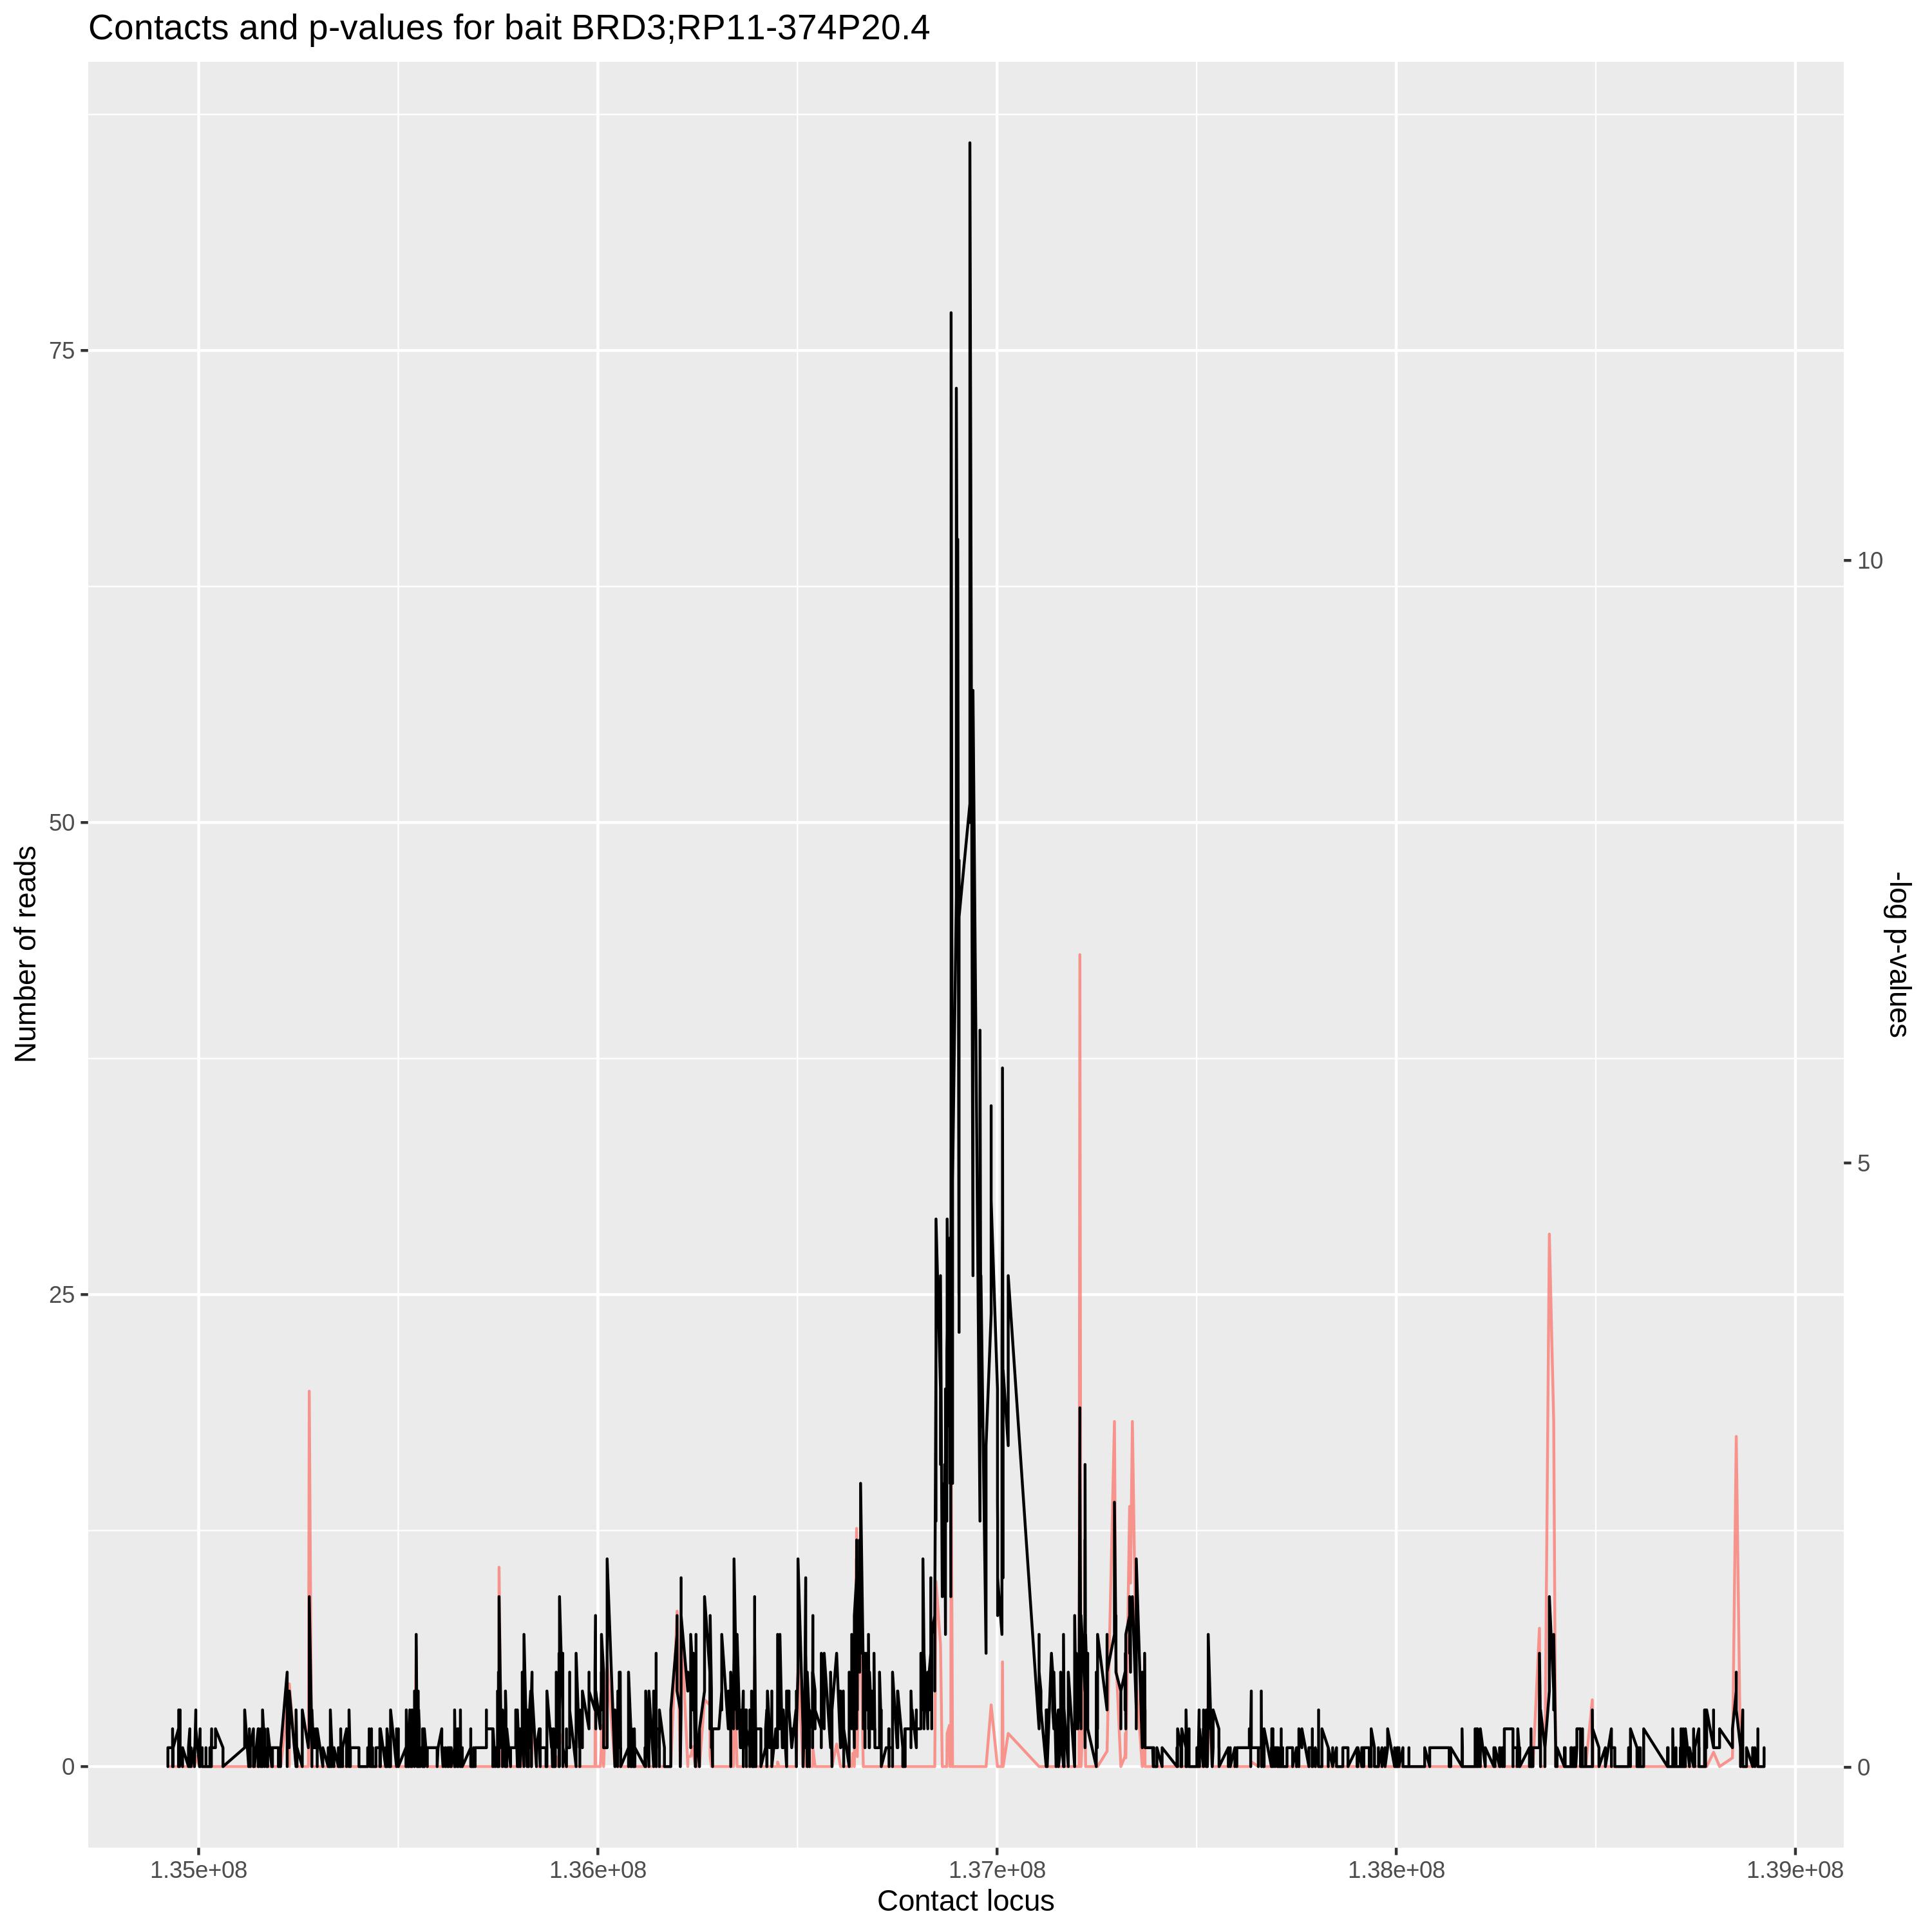 Contacts and p-values for bait BRD3;RP11-374P20.4
75
50
25
0
Number of reads
10
5
0
-log p-values
1.35e+08
1.36e+08
1.37e+08
1.38e+08
1.39e+08
Contact locus